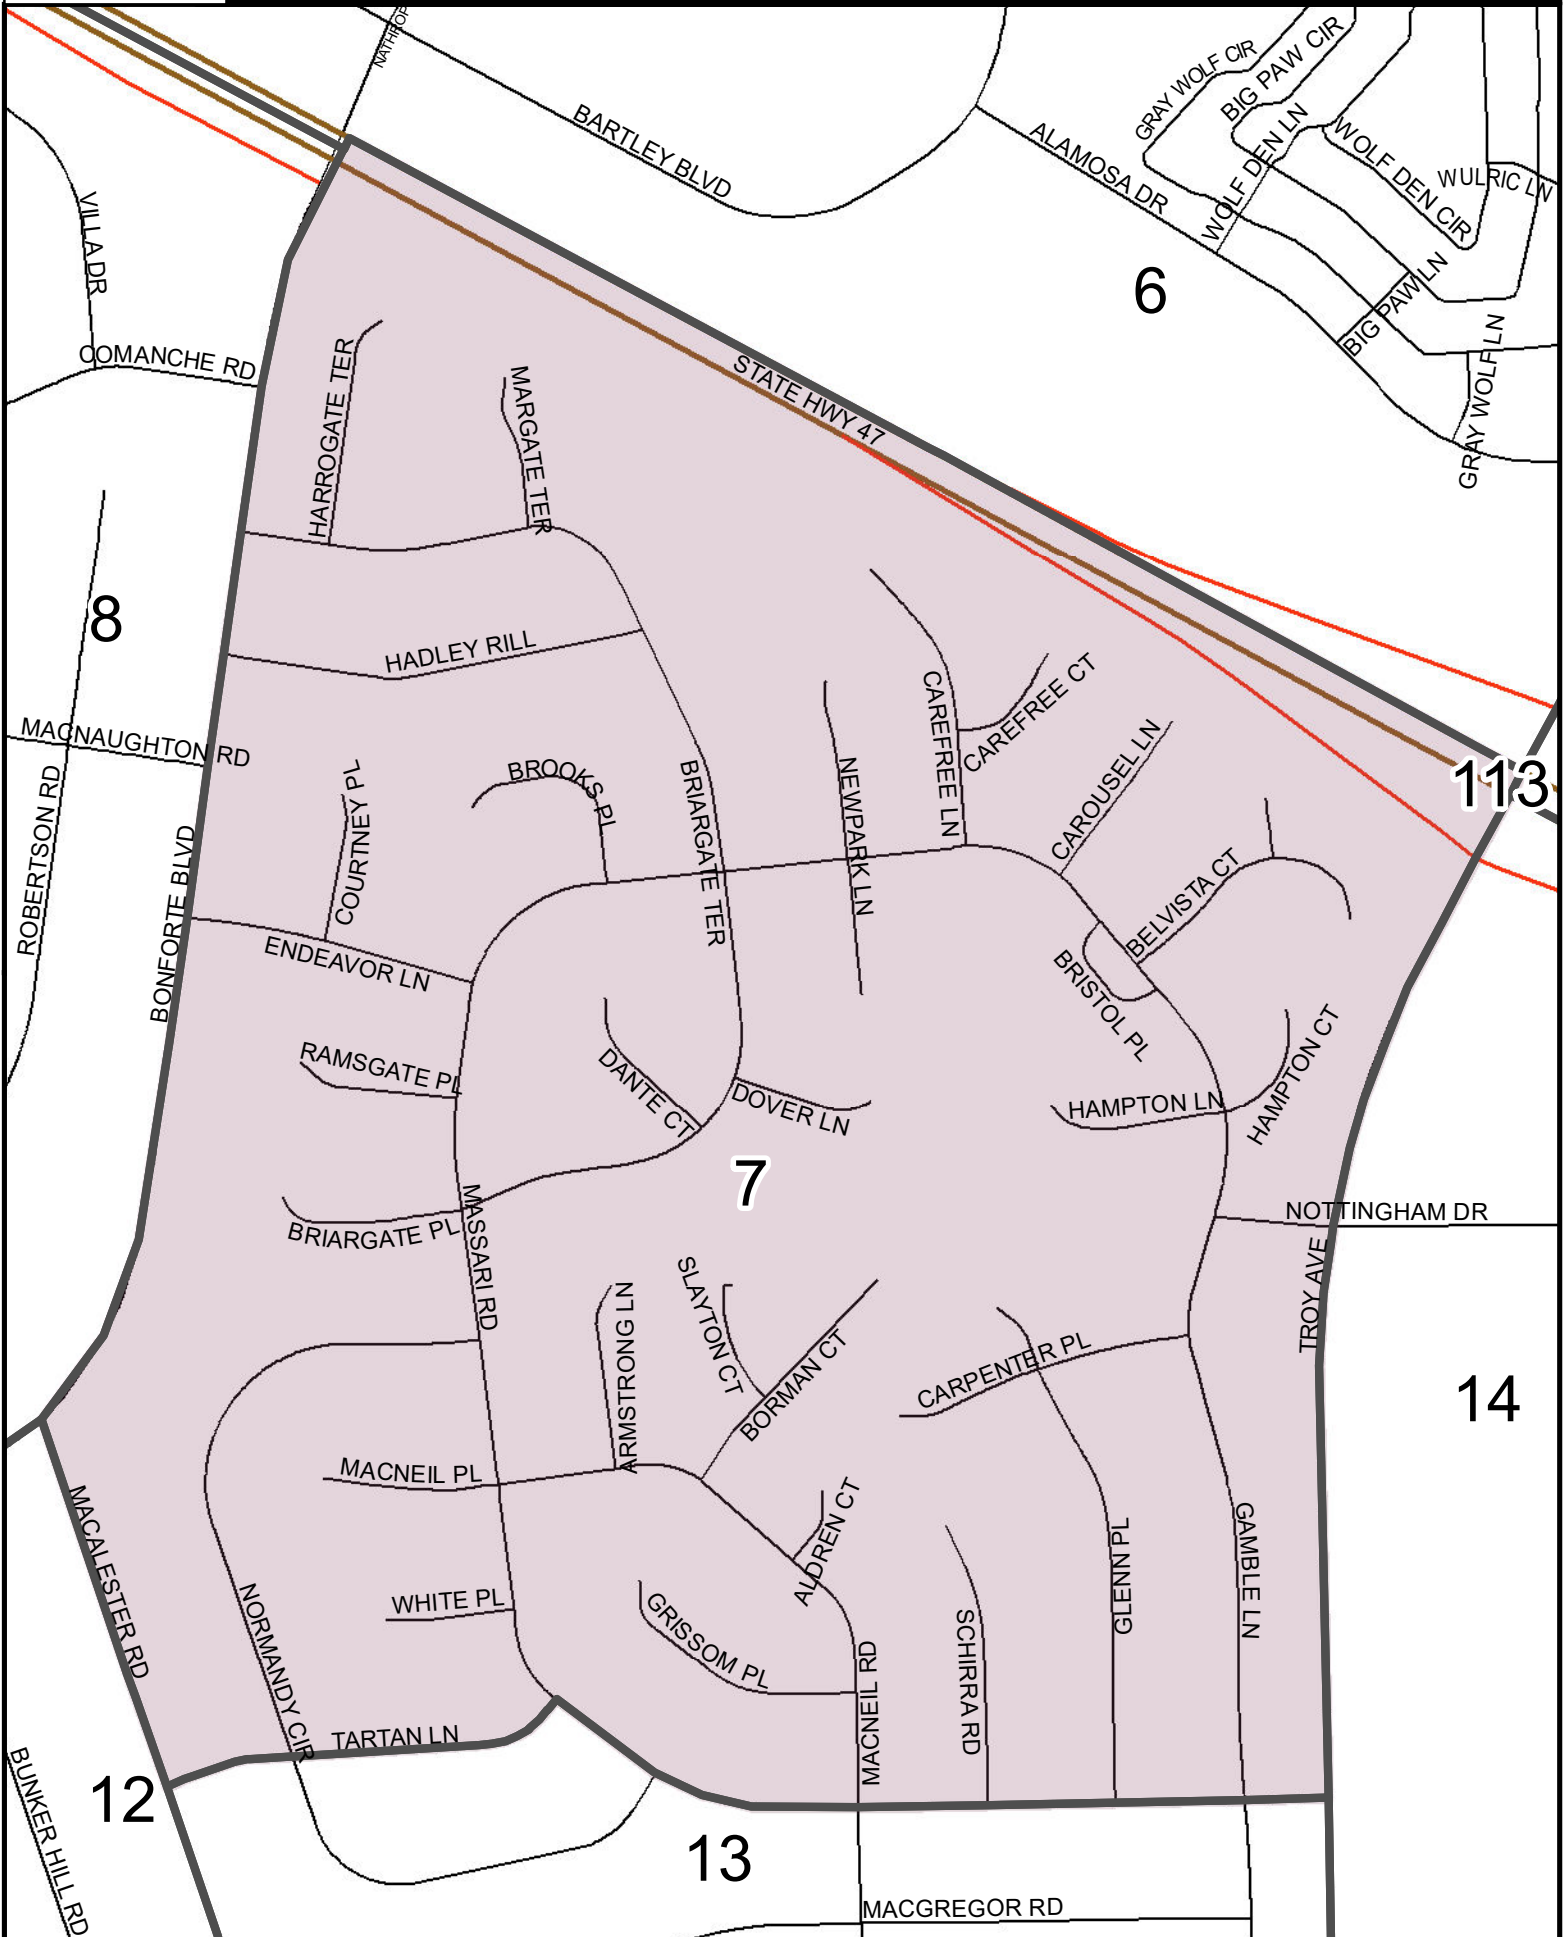 NATHROP
BARTLEY BLVD
ALAMOSA DR
GRAY WOLF CIR
BIG PAW CIR
WOLF DEN LN
WOLF DEN CIR
WULRIC LN
BIG PAW LN
GRAY WOLF LN
6
VILLA DR
COMANCHE RD
HARROGATE TER
MARGATE TER
STATE HWY 47
8
HADLEY RILL
MACNAUGHTON RD
ROBERTSON RD
BONFORTE BLVD
COURTNEY PL
BROOKS PL
BRIARGATE TER
NEWPARK LN
CAREFREE LN
CAREFREE CT
CAROUSEL LN
113
BELVISTA CT
BRISTOL PL
ENDEAVOR LN
RAMSGATE PL
DANTE CT
DOVER LN
HAMPTON LN
HAMPTON CT
7
NOTTINGHAM DR
TROY AVE
BRIARGATE PL
MASSARI RD
ARMSTRONG LN
SLAYTON CT
BORMAN CT
CARPENTER PL
14
MACNEIL PL
MACALESTER RD
NORMANDY CIR
WHITE PL
ALDREN CT
GRISSOM PL
MACNEIL RD
SCHIRRA RD
GLENN PL
GAMBLE LN
TARTAN LN
12
BUNKER HILL RD
13
MACGREGOR RD